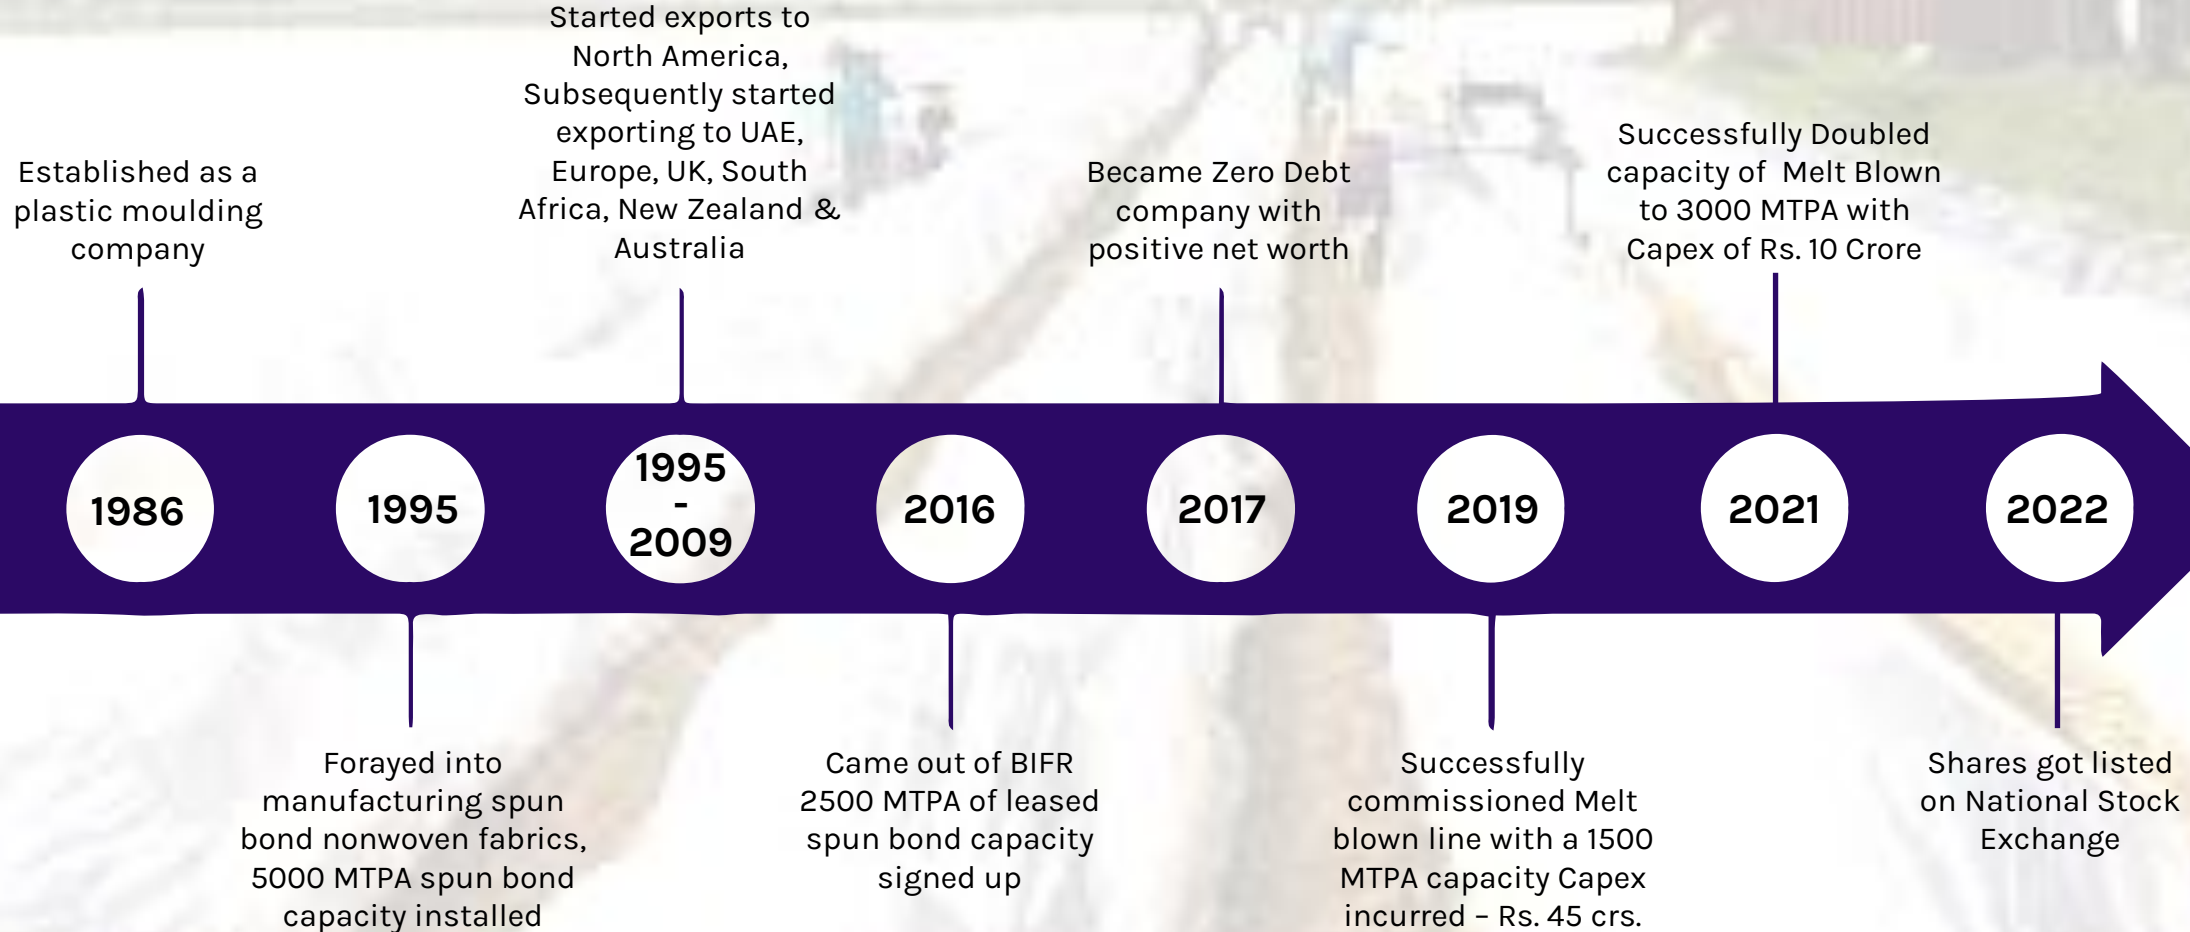 Established as a
plastic moulding
company
Started exports to
North America,
Subsequently started
exporting to UAE,
Europe, UK, South
Africa, New Zealand &
Australia
Became Zero Debt
company with
positive net worth
Successfully Doubled
capacity of Melt Blown
to 3000 MTPA with
Capex of Rs. 10 Crore
1986
1995
1995
-
2009
2016
2017
2019
2021
2022
Forayed into
manufacturing spun
bond nonwoven fabrics,
5000 MTPA spun bond
capacity installed
Came out of BIFR
2500 MTPA of leased
spun bond capacity
signed up
Successfully
commissioned Melt
blown line with a 1500
MTPA capacity Capex
incurred – Rs. 45 crs.
Shares got listed
on National Stock
Exchange